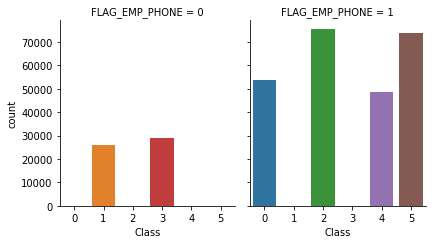 FLAG_EMP_PHONE = 0 FLAG_EMP_PHONE = 1
70000
60000
50000
40000
30000
20000
10000
0
count
0 1 2 3 4 5 0 1 2 3 4 5
Class Class